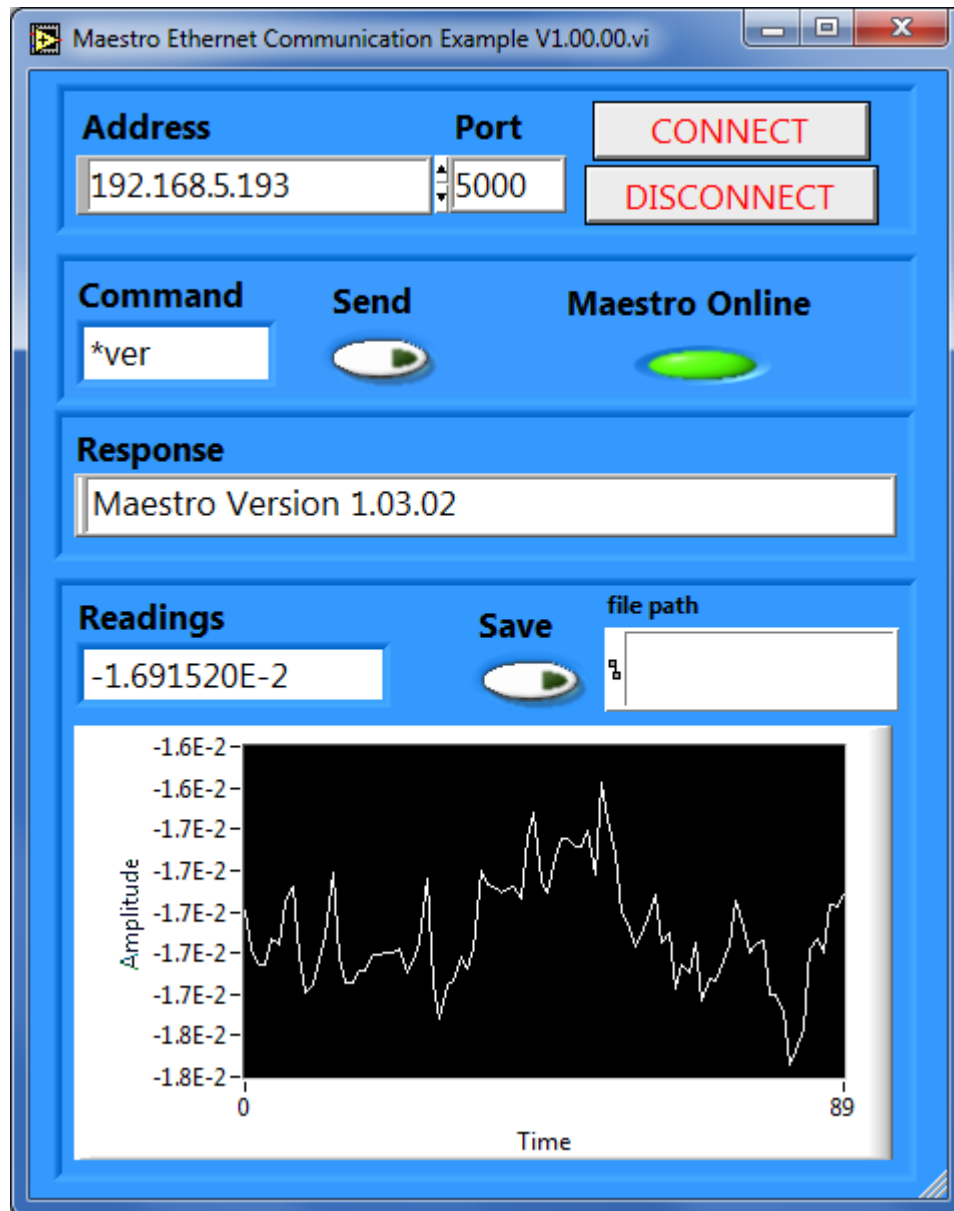 Maestro Ethernet Communication Example V1.00.00.vi
Address Port CONNECT
192.168.5.193 5000 DISCONNECT
Command Send Maestro Online
*ver
Response
Maestro Version 1.03.02
Readings Save file path
-1.691520E-2
-1.6E-2
-1.6E-2
-1.7E-2
-1.7E-2
-1.7E-2
-1.7E-2
-1.7E-2
-1.8E-2
-1.8E-2
Amplitude
0 89
Time